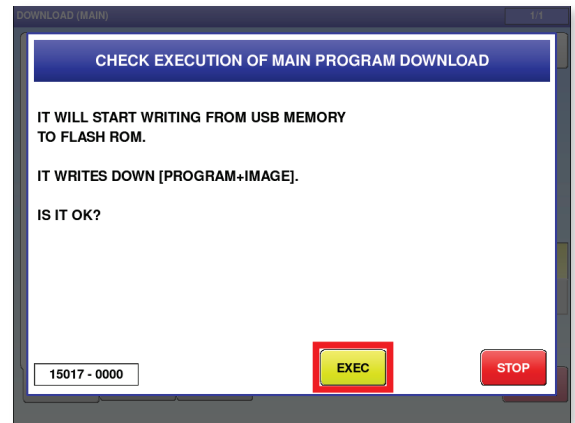 DOWNLOAD (MAIN)
1/1
CHECK EXECUTION OF MAIN PROGRAM DOWNLOAD
IT WILL START WRITING FROM USB MEMORY
TO FLASH ROM.
IT WRITES DOWN [PROGRAM+IMAGE].
IS IT OK?
15017 - 0000
EXEC
STOP